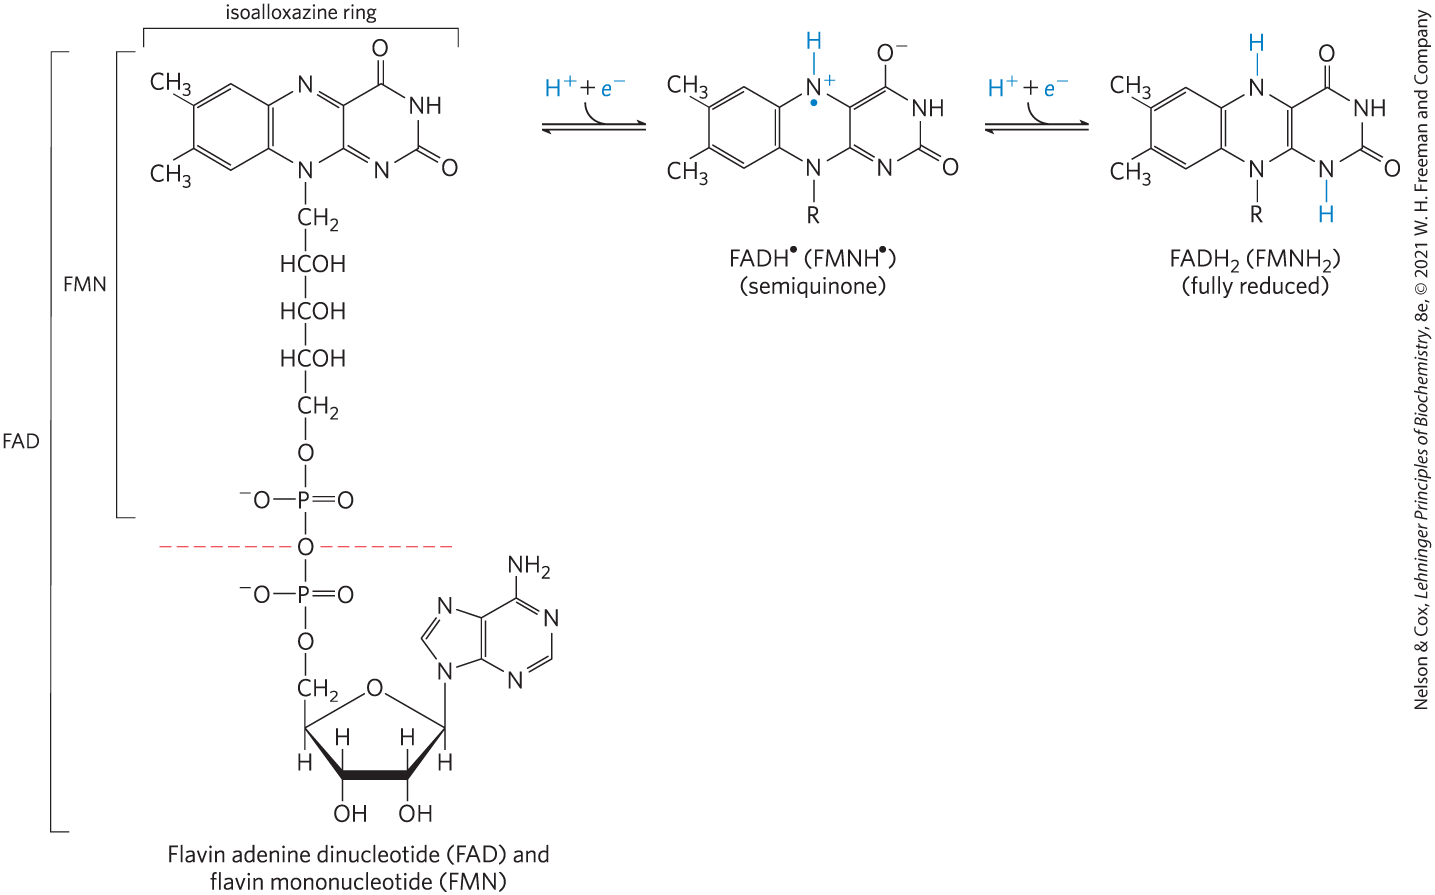 isoalloxazine ring
O
CH3
N
NH
CH3
N
N
O
CH2
HCOH
HCOH
HCOH
CH2
O
⁻O—P=O
O
⁻O—P=O
O
CH2
O
NH2
N
N
N
N
H
H
H
H
OH
OH
FMN
FAD
Flavin adenine dinucleotide (FAD) and
flavin mononucleotide (FMN)
H⁺ + e⁻
H
O⁻
CH3
N⁺
•
NH
CH3
N
N
O
R
FADH• (FMNH•)
(semiquinone)
H⁺ + e⁻
H
O
CH3
N
NH
CH3
N
N
O
R
H
FADH2 (FMNH2)
(fully reduced)
Nelson & Cox, Lehninger Principles of Biochemistry, 8e, © 2021 W. H. Freeman and Company